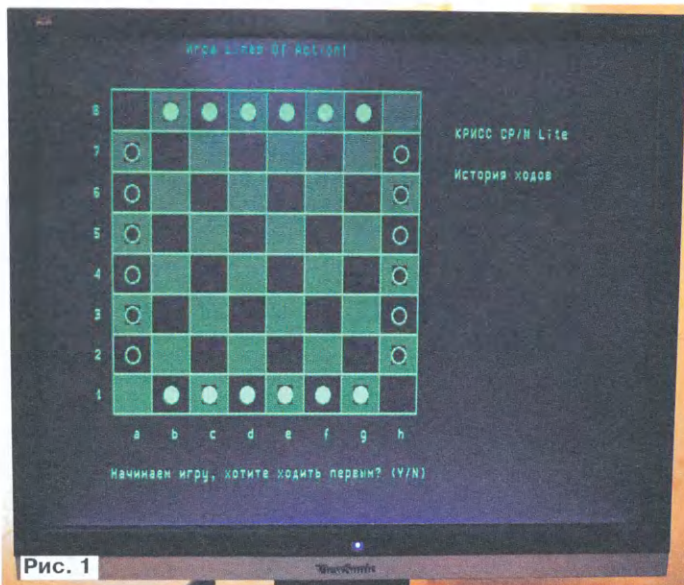 Игра Lines Of Action!
8
7
КРИСС CP/M Lite
6
История ходов
5
4
3
2
1
a b c d e f g h
Начинаем игру, хотите ходить первым? (Y/N)
Рис. 1